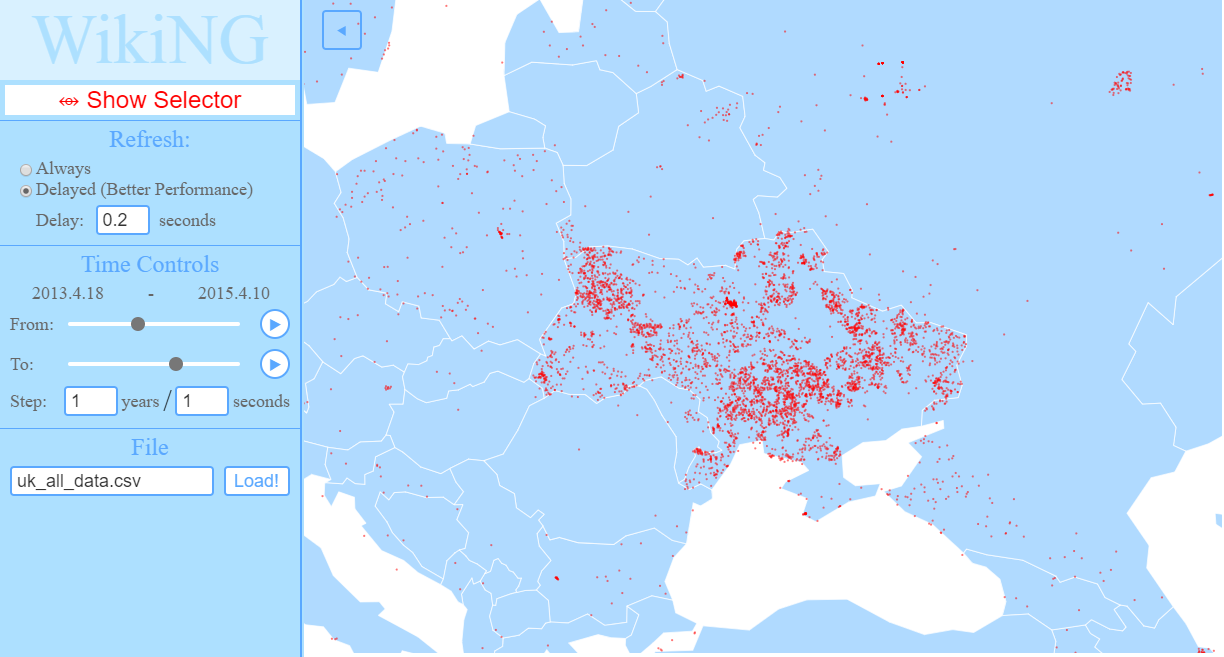 WikiNG
Show Selector
Refresh:
Always
Delayed (Better Performance)
Delay: 0.2 seconds
Time Controls
2013.4.18 - 2015.4.10
From:
To:
Step: 1 years / 1 seconds
File
uk_all_data.csv Load!